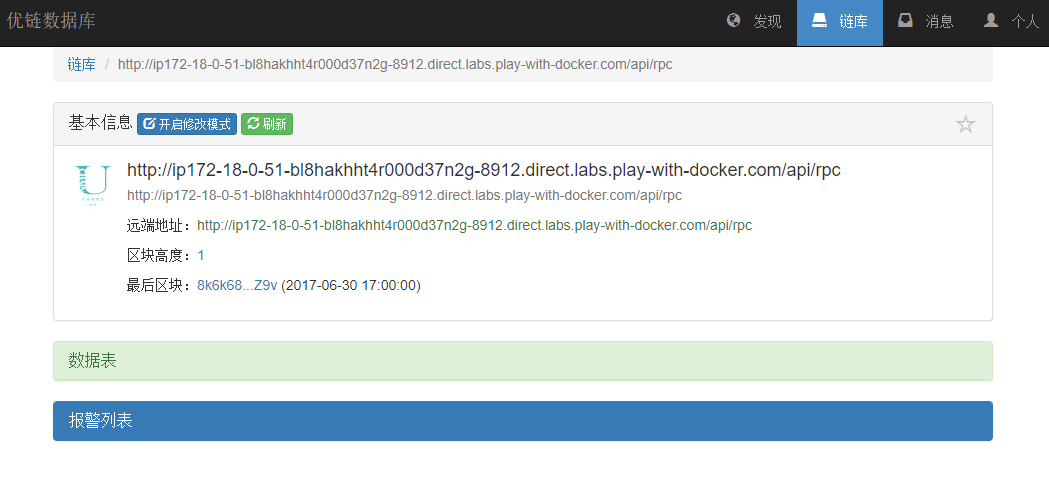 优链数据库 发现 链库 消息 个人
链库 / http://ip172-18-0-51-bl8hakhht4r000d37n2g-8912.direct.labs.play-with-docker.com/api/rpc
基本信息 开启修改模式 刷新
http://ip172-18-0-51-bl8hakhht4r000d37n2g-8912.direct.labs.play-with-docker.com/api/rpc
http://ip172-18-0-51-bl8hakhht4r000d37n2g-8912.direct.labs.play-with-docker.com/api/rpc
远端地址：http://ip172-18-0-51-bl8hakhht4r000d37n2g-8912.direct.labs.play-with-docker.com/api/rpc
区块高度：1
最后区块：8k6k68...Z9v (2017-06-30 17:00:00)
数据表
报警列表